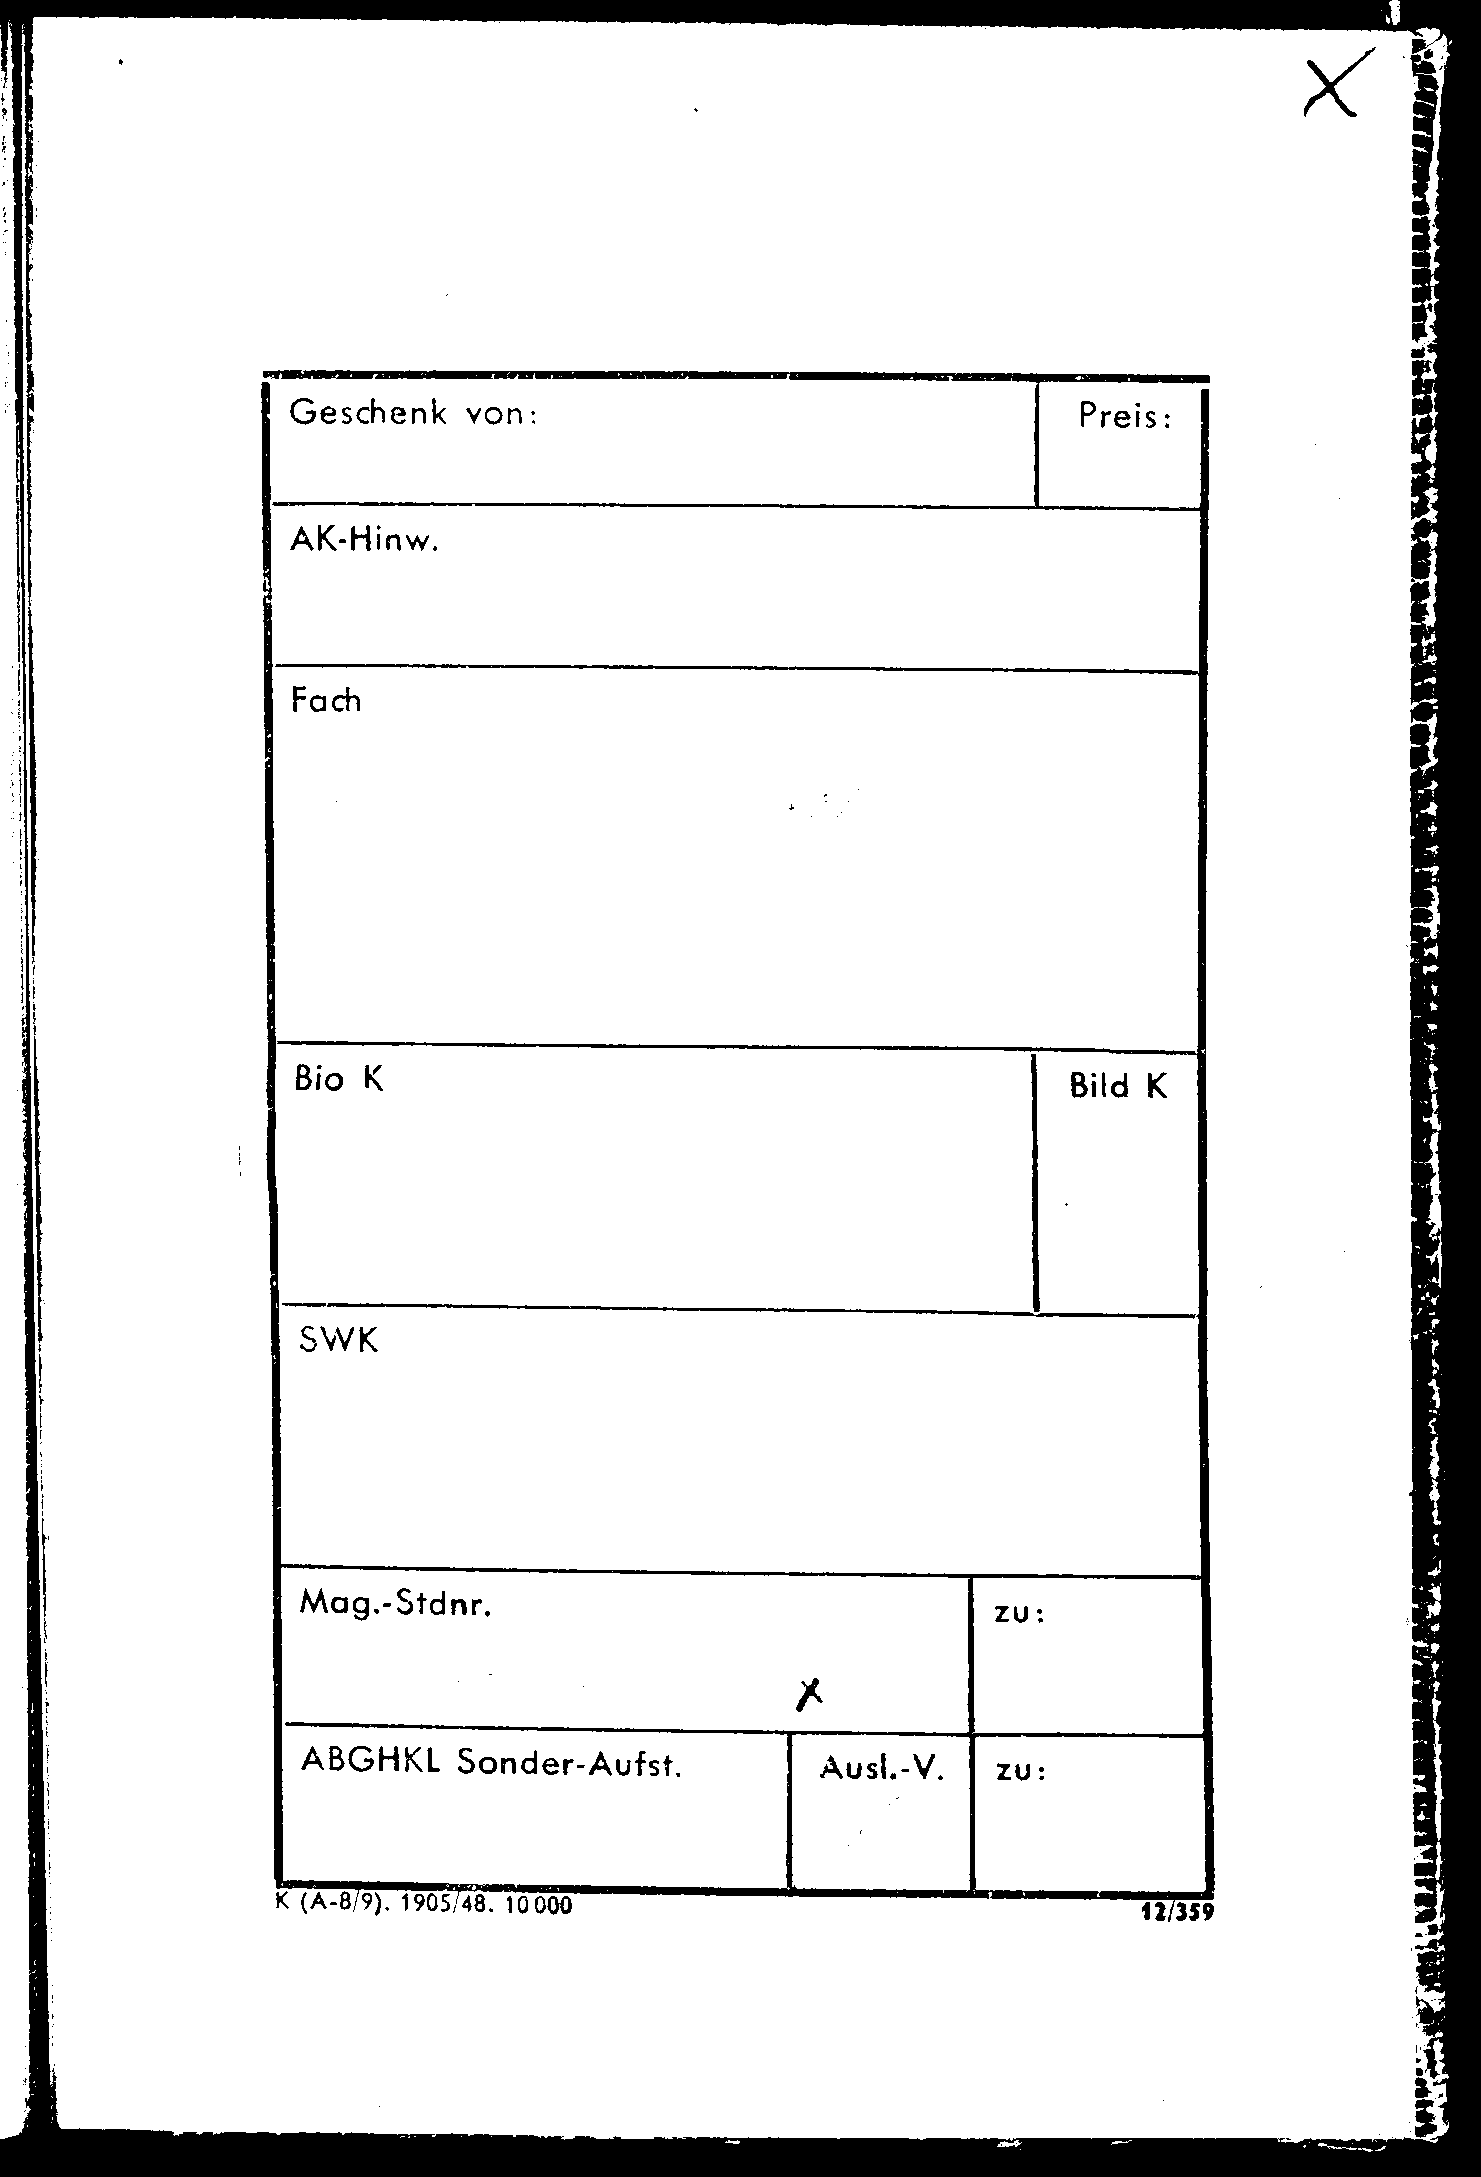 X
Geschenk von: Preis:
AK-Hinw.
Fach
Bio K Bild K
SWK
Mag.-Stdnr. zu:
x
ABGHKL Sonder-Aufst. Ausl.-V. zu:
K (A-8/9). 1905/48. 10000 12/359